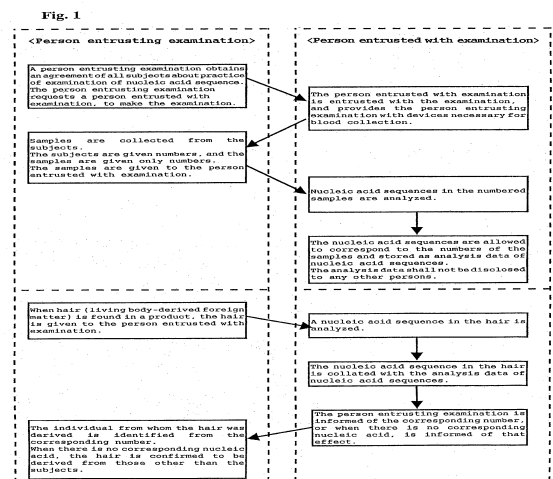 Fig. 1
<Person entrusting examination>
<Person entrusted with examination>
A person entrusting examination obtains
an agreement of all subjects about practice
of examination of nucleic acid sequence.
The person entrusting examination
requests a person entrusted with
examination, to make the examination.
The person entrusted with examination
is entrusted with the examination,
and provides the person entrusting
examination with devices necessary for
blood collection.
Samples are collected from the
subjects.
The subjects are given numbers, and the
samples are given only numbers.
The samples are given to the person
entrusted with examination.
Nucleic acid sequences in the numbered
samples are analyzed.
The nucleic acid sequences are allowed
to correspond to the numbers of the
samples and stored as analysis data of
nucleic acid sequences.
The analysis data shall not be disclosed
to any other persons.
When hair (living body-derived foreign
matter) is found in a product, the hair
is given to the person entrusted with
examination.
A nucleic acid sequence in the hair is
analyzed.
The nucleic acid sequence in the hair
is collated with the analysis data of
nucleic acid sequences.
The person entrusting examination is
informed of the corresponding number,
or when there is no corresponding
nucleic acid, is informed of that
effect.
The individual from whom the hair was
derived is identified from the
corresponding number.
When there is no corresponding nucleic
acid, the hair is confirmed to be
derived from those other than the
subjects.